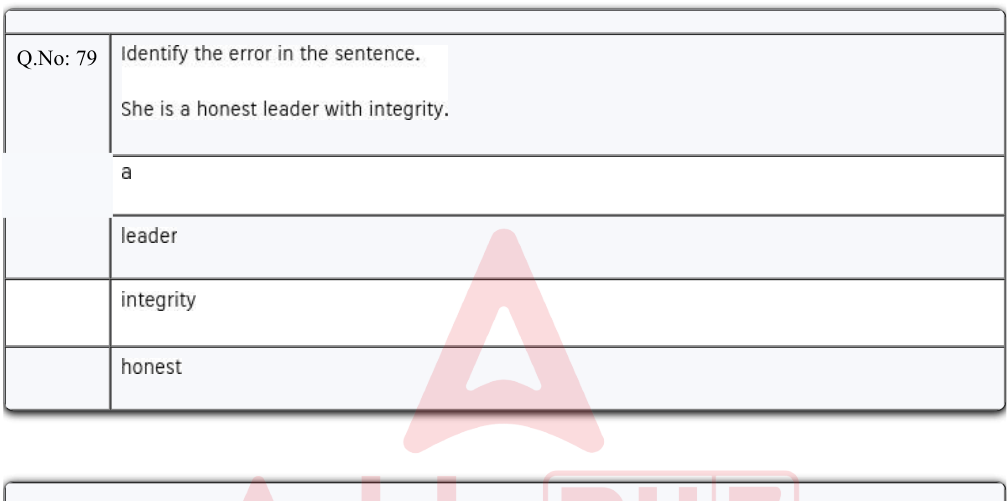 Q.No: 79
Identify the error in the sentence.
She is a honest leader with integrity.
a
leader
integrity
honest